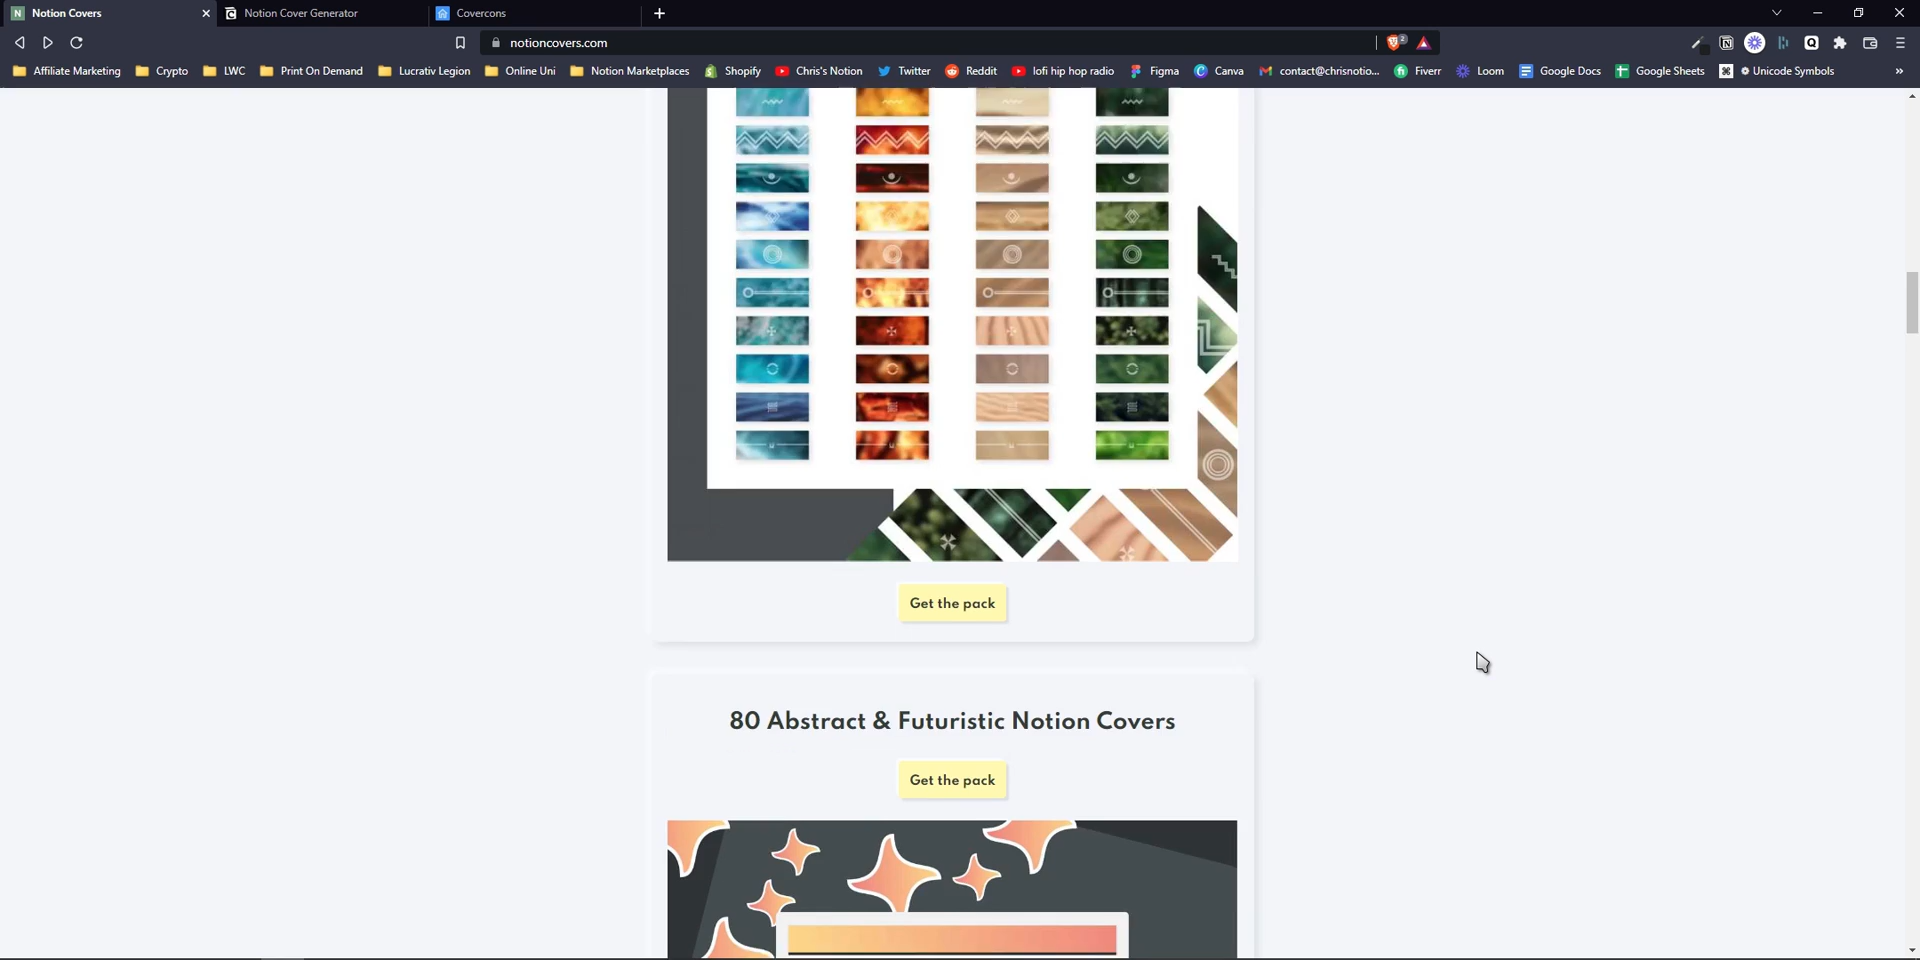 Notion Covers
Notion Cover Generator
Covercons
notioncovers.com
2
Affiliate Marketing
Crypto
LWC
Print On Demand
Lucrativ Legion
Online Uni
Notion Marketplaces
Shopify
Chris's Notion
Twitter
Reddit
lofi hip hop radio
Figma
Canva
contact@chrisnotio...
Fiverr
Loom
Google Docs
Google Sheets
Unicode Symbols
Get the pack
80 Abstract & Futuristic Notion Covers
Get the pack